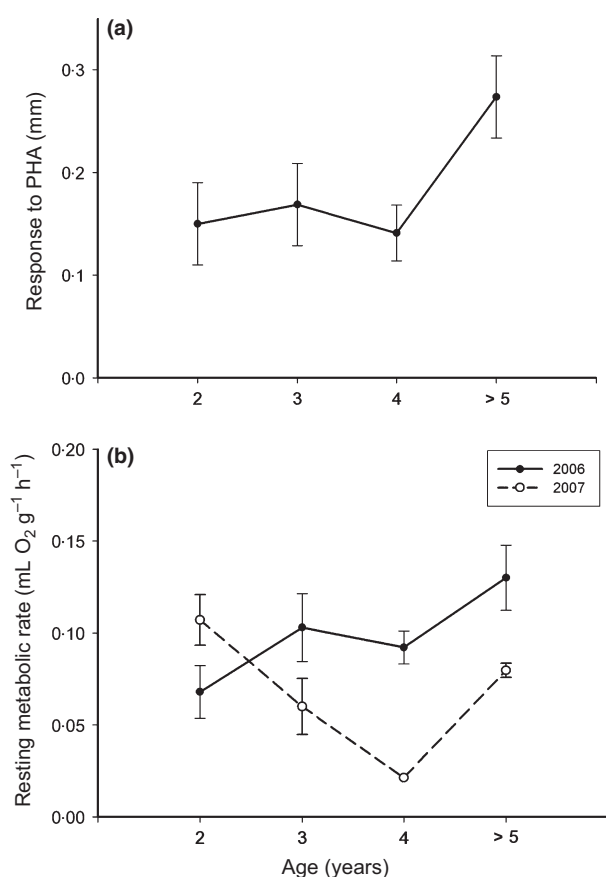 (a)
Response to PHA (mm)
0·3
0·2
0·1
0·0
2 3 4 > 5
(b)
Resting metabolic rate (mL O₂ g⁻¹ h⁻¹)
0·20
0·15
0·10
0·05
0·00
2006
2007
2 3 4 > 5
Age (years)